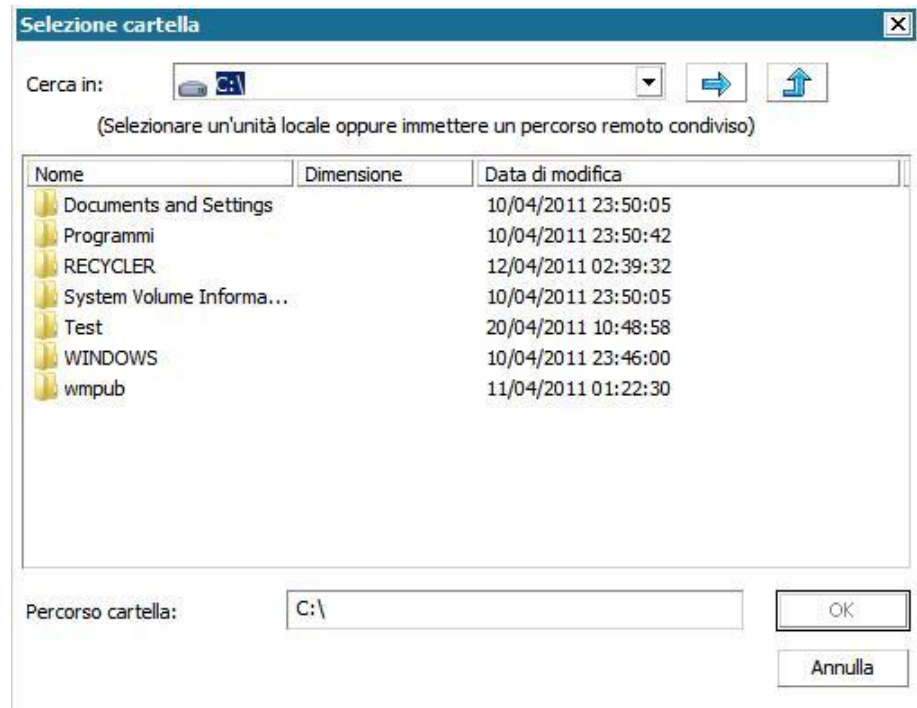 Selezione cartella
Cerca in: C:\
(Selezionare un'unità locale oppure immettere un percorso remoto condiviso)
Nome Dimensione Data di modifica
Documents and Settings 10/04/2011 23:50:05
Programmi 10/04/2011 23:50:42
RECYCLER 12/04/2011 02:39:32
System Volume Informa... 10/04/2011 23:50:05
Test 20/04/2011 10:48:58
WINDOWS 10/04/2011 23:46:00
wmpub 11/04/2011 01:22:30
Percorso cartella: C:\ OK
Annulla